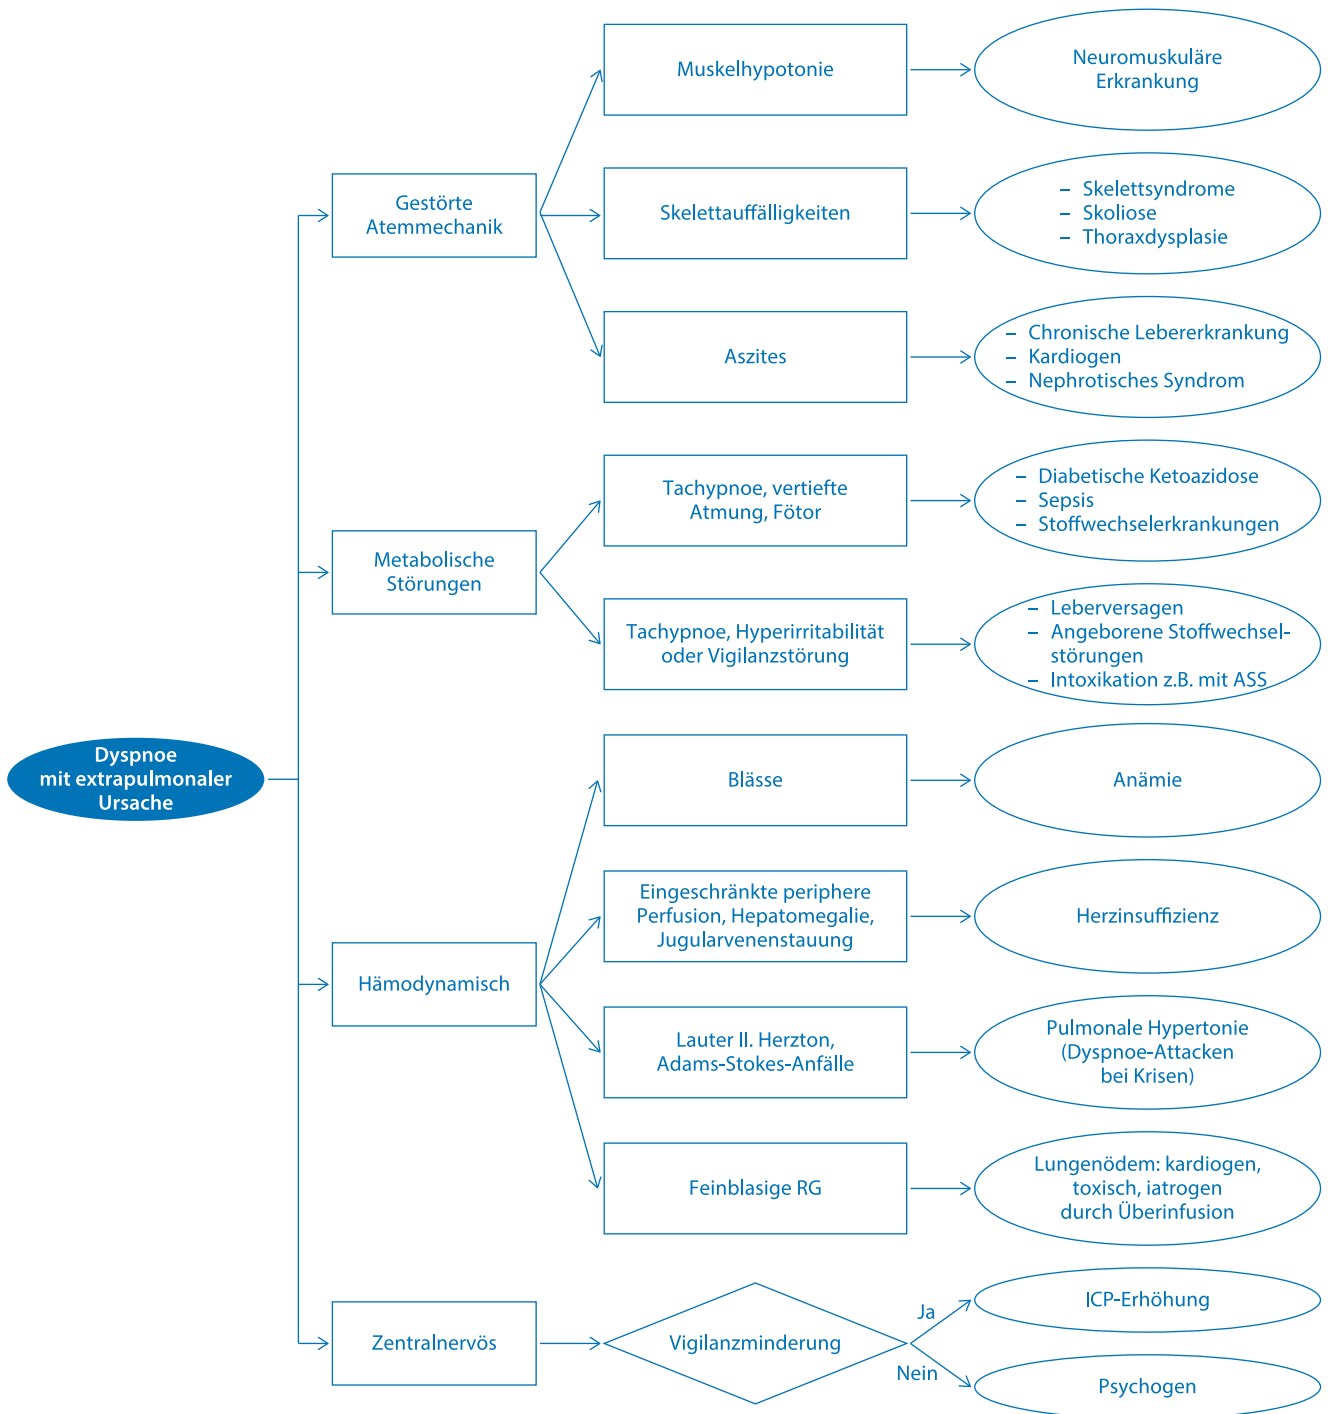 Dyspnoe
mit extrapulmonaler
Ursache
Gestörte
Atemmechanik
Muskelhypotonie
Neuromuskuläre
Erkrankung
Skelettauffälligkeiten
– Skelettsyndrome
– Skoliose
– Thoraxdysplasie
Aszites
– Chronische Lebererkrankung
– Kardiogen
– Nephrotisches Syndrom
Metabolische
Störungen
Tachypnoe, vertiefte
Atmung, Fötor
– Diabetische Ketoazidose
– Sepsis
– Stoffwechselerkrankungen
Tachypnoe, Hyperirritabilität
oder Vigilanzstörung
– Leberversagen
– Angeborene Stoffwechsel-
störungen
– Intoxikation z.B. mit ASS
Hämodynamisch
Blässe
Anämie
Eingeschränkte periphere
Perfusion, Hepatomegalie,
Jugularvenenstauung
Herzinsuffizienz
Lauter II. Herzton,
Adams-Stokes-Anfälle
Pulmonale Hypertonie
(Dyspnoe-Attacken
bei Krisen)
Feinblasige RG
Lungenödem: kardiogen,
toxisch, iatrogen
durch Überinfusion
Zentralnervös
Vigilanzminderung
Ja
ICP-Erhöhung
Nein
Psychogen